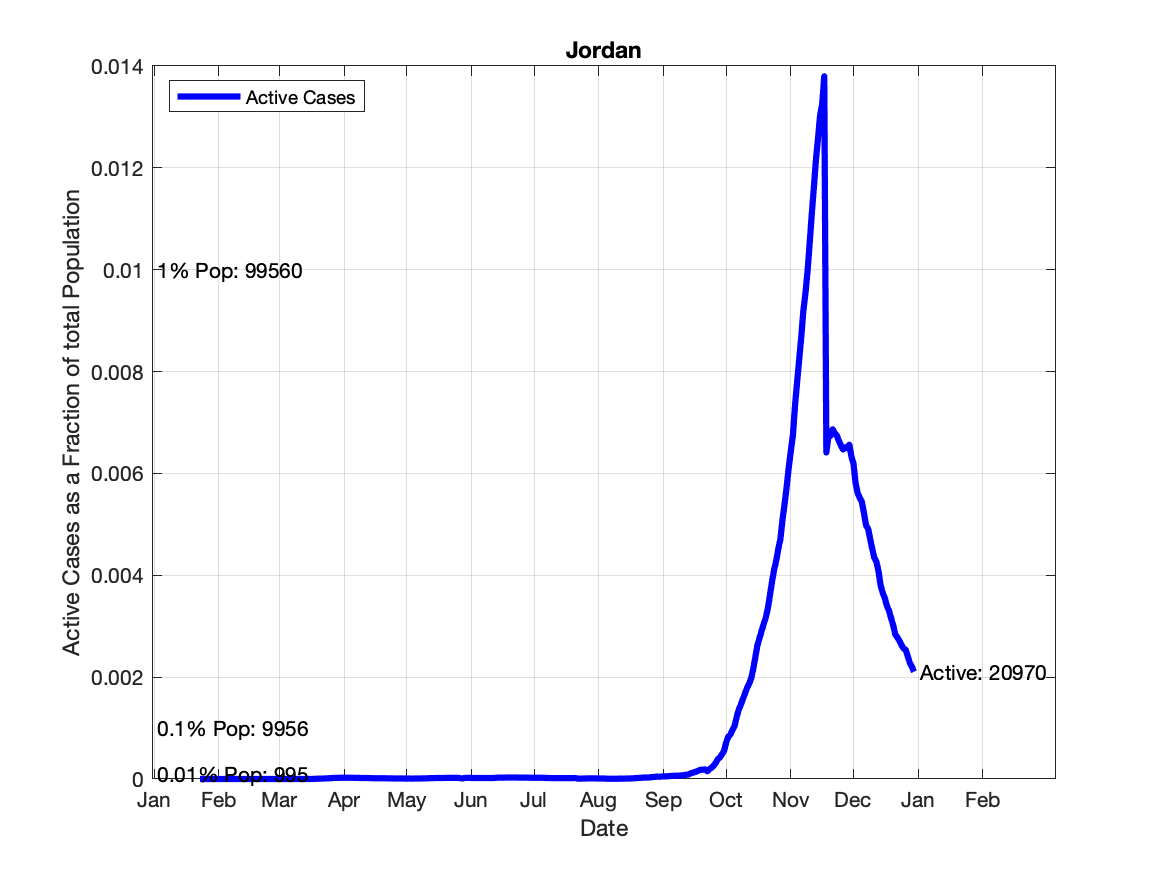 Jordan
Active Cases
Active Cases as a Fraction of total Population
0.014
0.012
0.01
0.008
0.006
0.004
0.002
0
1% Pop: 99560
0.1% Pop: 9956
0.01% Pop: 995
Active: 20970
Jan Feb Mar Apr May Jun Jul Aug Sep Oct Nov Dec Jan Feb
Date